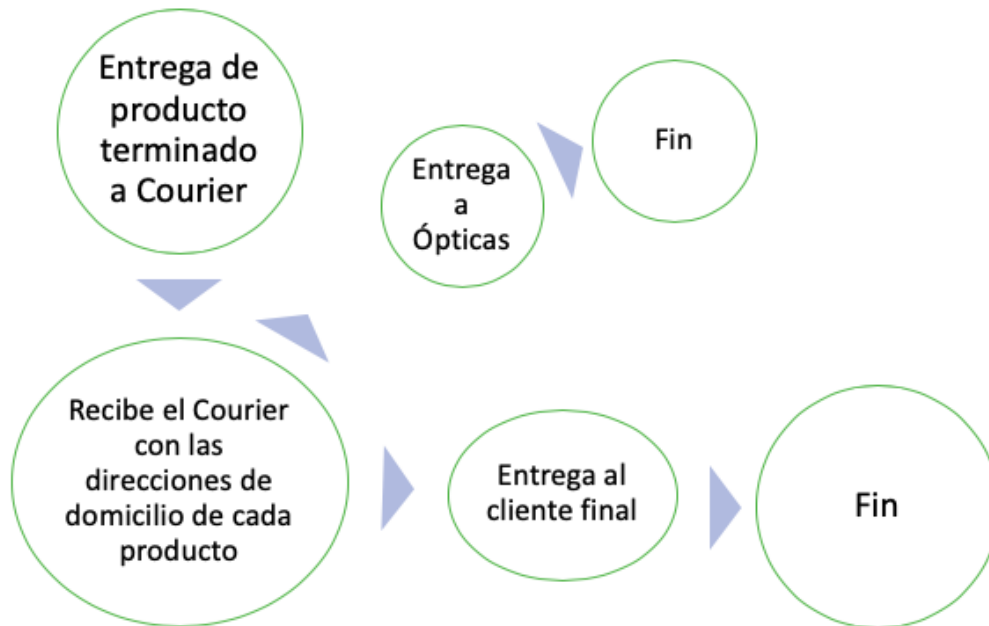 Entrega de
producto
terminado
a Courier
Entrega
a
Ópticas
Fin
Recibe el Courier
con las
direcciones de
domicilio de cada
producto
Entrega al
cliente final
Fin